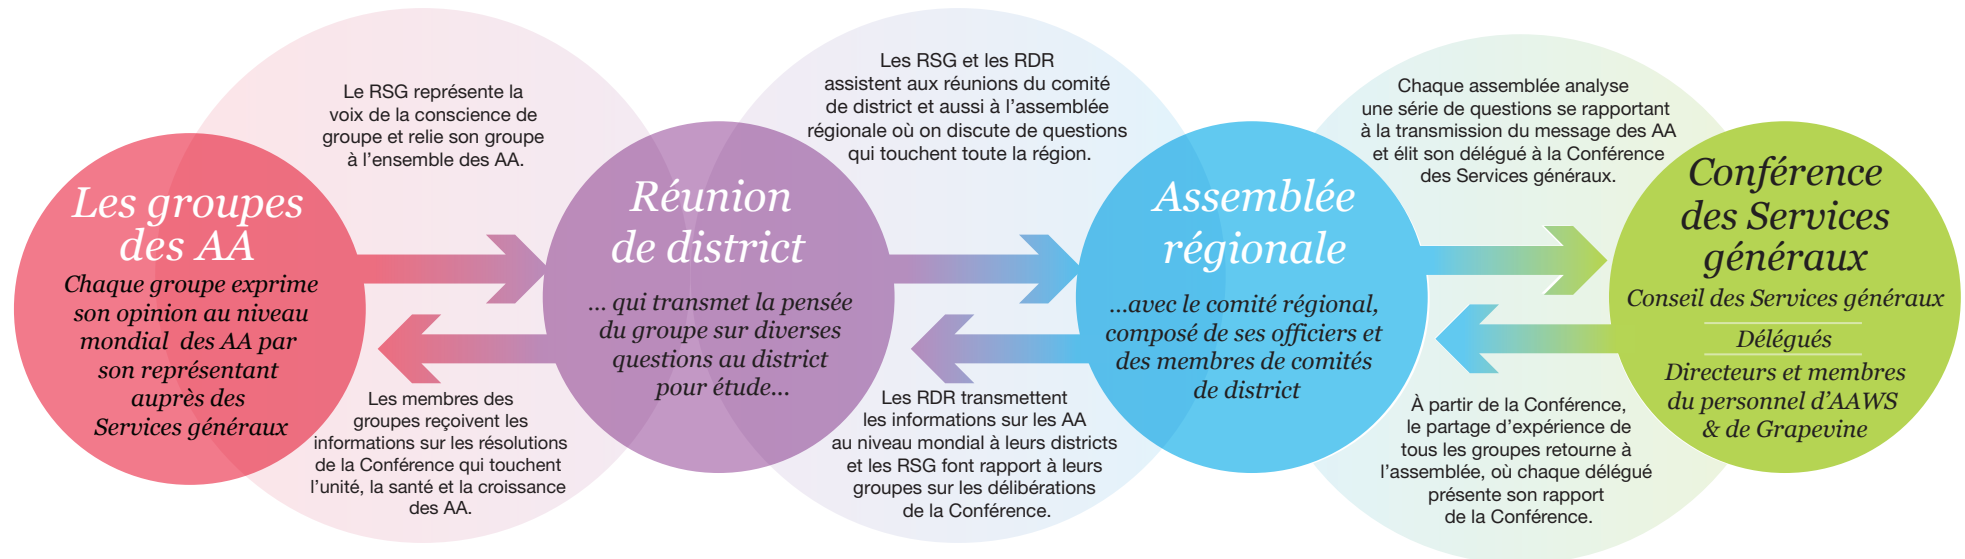 Les groupes
des AA
Chaque groupe exprime
son opinion au niveau
mondial des AA par
son représentant
auprès des
Services généraux
Le RSG représente la
voix de la conscience de
groupe et relie son groupe
à l’ensemble des AA.
Les membres des
groupes reçoivent les
informations sur les résolutions
de la Conférence qui touchent
l’unité, la santé et la croissance
des AA.
Réunion
de district
... qui transmet la pensée
du groupe sur diverses
questions au district
pour étude...
Les RSG et les RDR
assistent aux réunions du comité
de district et aussi à l’assemblée
régionale où on discute de questions
qui touchent toute la région.
Les RDR transmettent
les informations sur les AA
au niveau mondial à leurs districts
et les RSG font rapport à leurs
groupes sur les délibérations
de la Conférence.
Assemblée
régionale
...avec le comité régional,
composé de ses officiers et
des membres de comités
de district
Chaque assemblée analyse
une série de questions se rapportant
à la transmission du message des AA
et élit son délégué à la Conférence
des Services généraux.
À partir de la Conférence,
le partage d’expérience de
tous les groupes retourne à
l’assemblée, où chaque délégué
présente son rapport
de la Conférence.
Conférence
des Services
généraux
Conseil des Services généraux
Délégués
Directeurs et membres
du personnel d’AAWS
& de Grapevine